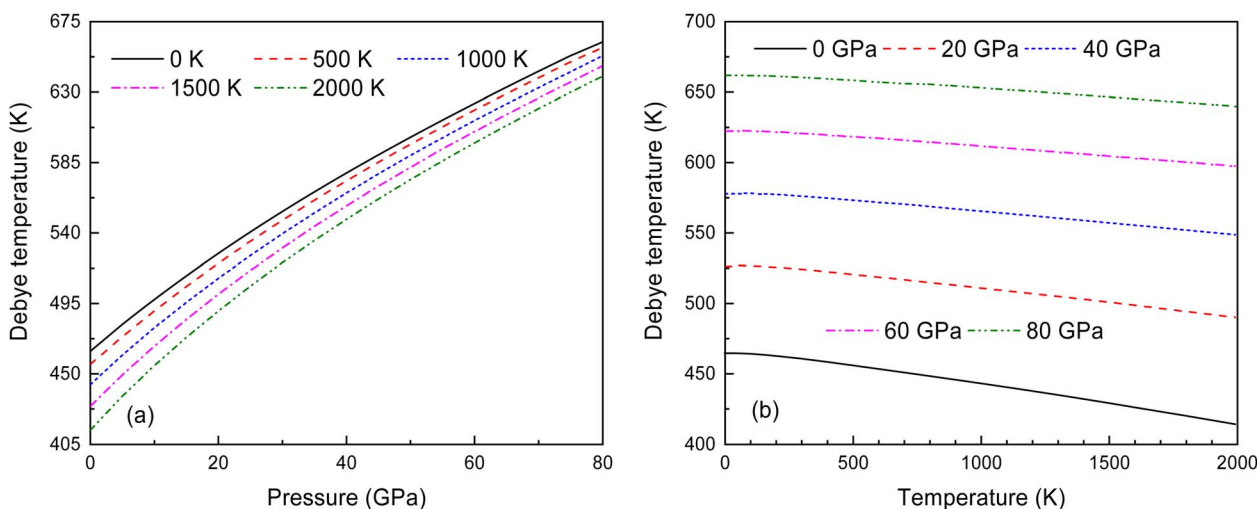 Debye temperature (K)
675
630
585
540
495
450
405
0 K 500 K 1000 K
1500 K 2000 K
(a)
0 20 40 60 80
Pressure (GPa)
Debye temperature (K)
700
650
600
550
500
450
400
0 GPa 20 GPa 40 GPa
60 GPa 80 GPa
(b)
0 500 1000 1500 2000
Temperature (K)